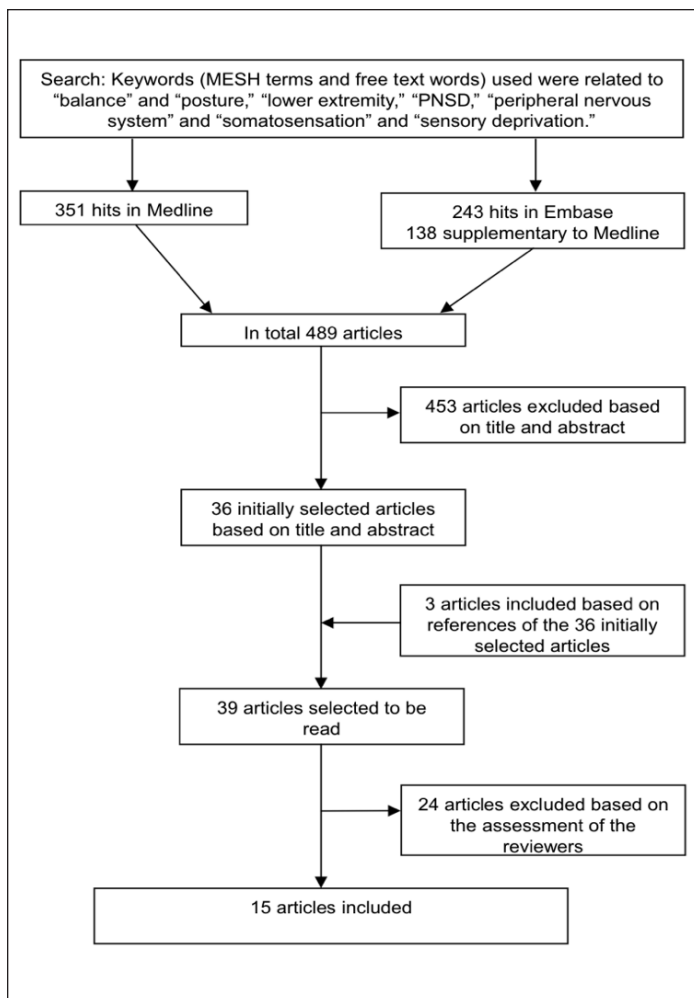 Search: Keywords (MESH terms and free text words) used were related to
“balance” and “posture,” “lower extremity,” “PNSD,” “peripheral nervous
system” and “somatosensation” and “sensory deprivation.”
351 hits in Medline
243 hits in Embase
138 supplementary to Medline
In total 489 articles
453 articles excluded based
on title and abstract
36 initially selected articles
based on title and abstract
3 articles included based on
references of the 36 initially
selected articles
39 articles selected to be
read
24 articles excluded based on
the assessment of the
reviewers
15 articles included